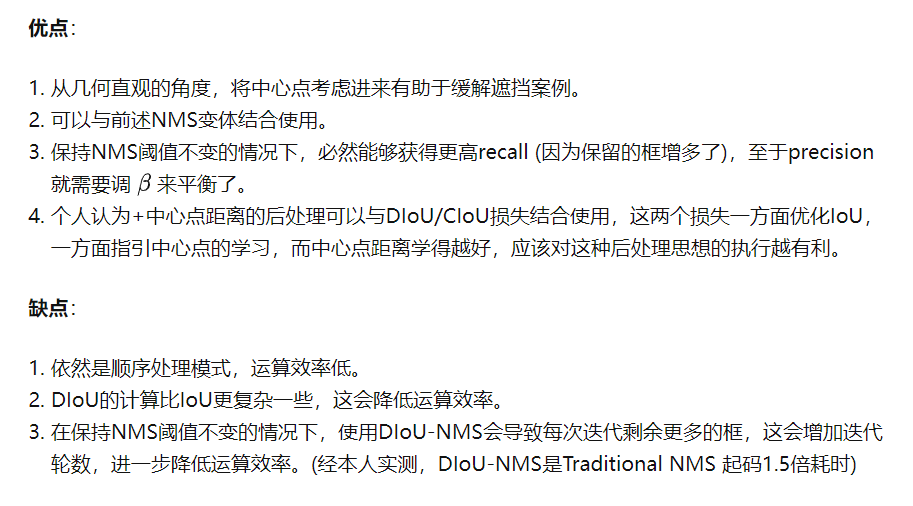 优点：
1. 从几何直观的角度，将中心点考虑进来有助于缓解遮挡案例。
2. 可以与前述NMS变体结合使用。
3. 保持NMS阈值不变的情况下，必然能够获得更高recall (因为保留的框增多了)，至于precision
就需要调 β 来平衡了。
4. 个人认为+中心点距离的后处理可以与DIoU/CIoU损失结合使用，这两个损失一方面优化IoU，
一方面指引中心点的学习，而中心点距离学得越好，应该对这种后处理思想的执行越有利。
缺点：
1. 依然是顺序处理模式，运算效率低。
2. DIoU的计算比IoU更复杂一些，这会降低运算效率。
3. 在保持NMS阈值不变的情况下，使用DIoU-NMS会导致每次迭代剩余更多的框，这会增加迭代
轮数，进一步降低运算效率。(经本人实测，DIoU-NMS是Traditional NMS 起码1.5倍耗时)